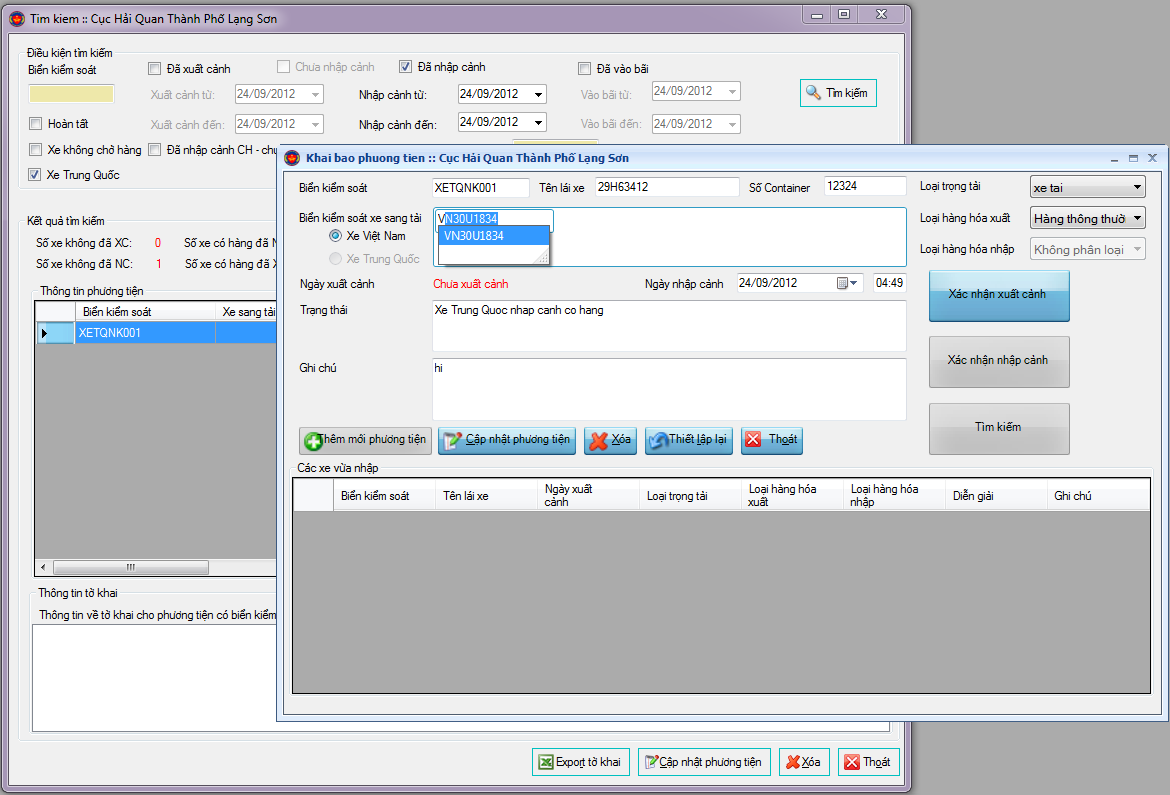 Tim kiem :: Cục Hải Quan Thành Phố Lạng Sơn
Điều kiện tìm kiếm
Biển kiểm soát
Đã xuất cảnh
Chưa nhập cảnh
Đã nhập cảnh
Đã vào bãi
Xuất cảnh từ:
24/09/2012
Nhập cảnh từ:
24/09/2012
Vào bãi từ:
24/09/2012
Tìm kiếm
Hoàn tất
Xuất cảnh đến:
24/09/2012
Nhập cảnh đến:
24/09/2012
Vào bãi đến:
24/09/2012
Xe không chở hàng
Đã nhập cảnh CH - chu
Xe Trung Quốc
Kết quả tìm kiếm
Số xe không đã XC:
0
Số xe có hàng đã N
Số xe không đã NC:
1
Số xe có hàng đã X
Thông tin phương tiện
Biển kiểm soát
Xe sang tải
XETQNK001
Thông tin tờ khai
Thông tin về tờ khai cho phương tiện có biển kiểm
Export tờ khai
Cập nhật phương tiện
Xóa
Thoát
Khai bao phuong tien :: Cục Hải Quan Thành Phố Lạng Sơn
Biển kiểm soát
XETQNK001
Tên lái xe
29H63412
Số Container
12324
Loại trọng tải
xe tai
Biển kiểm soát xe sang tải
VN30U1834
VN30U1834
Xe Việt Nam
Xe Trung Quốc
Loại hàng hóa xuất
Hàng thông thườ
Loại hàng hóa nhập
Không phân loại
Ngày xuất cảnh
Chưa xuất cảnh
Ngày nhập cảnh
24/09/2012
04:49
Xác nhận xuất cảnh
Trạng thái
Xe Trung Quoc nhap canh co hang
Xác nhận nhập cảnh
Ghi chú
hi
Tìm kiếm
Thêm mới phương tiện
Cập nhật phương tiện
Xóa
Thiết lập lại
Thoát
Các xe vừa nhập
Biển kiểm soát
Tên lái xe
Ngày xuất
cảnh
Loại trọng tải
Loại hàng hóa
xuất
Loại hàng hóa
nhập
Diễn giải
Ghi chú